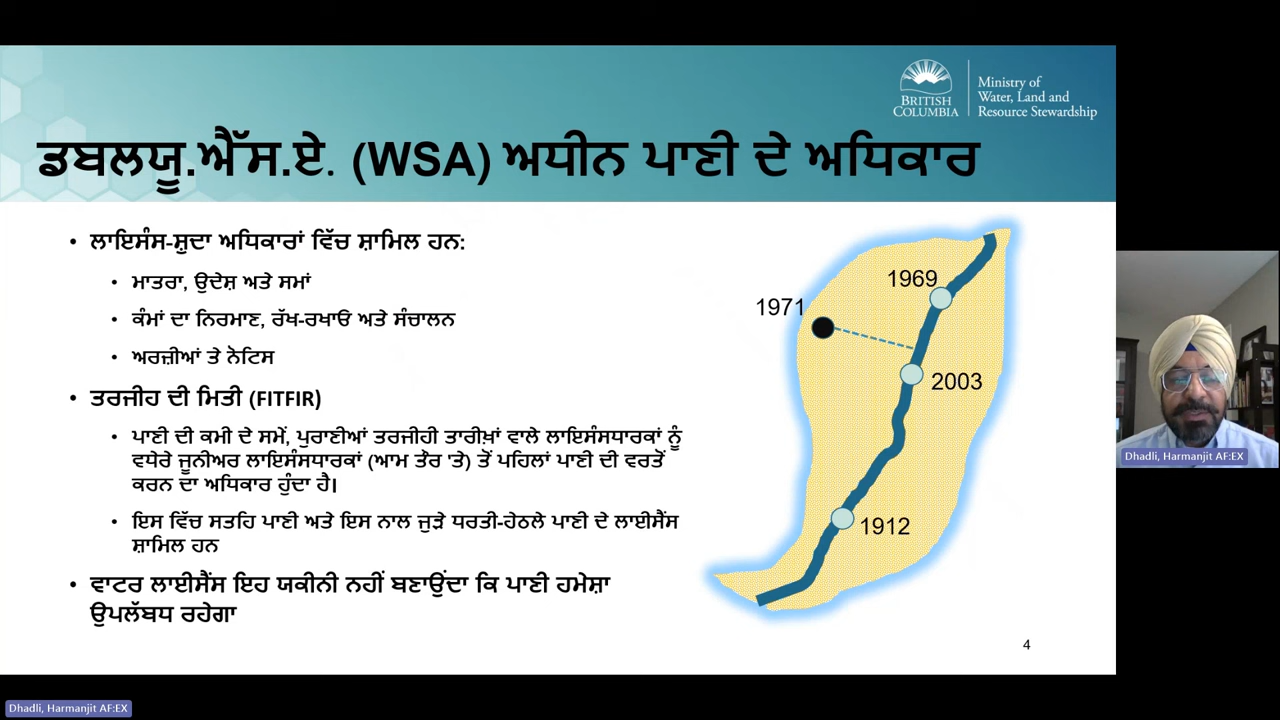 BRITISH
COLUMBIA
Ministry of
Water, Land and
Resource Stewardship
ਡਬਲਯੂ.ਐੱਸ.ਏ. (WSA) ਅਧੀਨ ਪਾਣੀ ਦੇ ਅਧਿਕਾਰ
• ਲਾਇਸੰਸ-ਸ਼ੁਦਾ ਅਧਿਕਾਰਾਂ ਵਿੱਚ ਸ਼ਾਮਿਲ ਹਨ:
• ਮਾਤਰਾ, ਉਦੇਸ਼ ਅਤੇ ਸਮਾਂ
• ਕੰਮਾਂ ਦਾ ਨਿਰਮਾਣ, ਰੱਖ-ਰਖਾਓ ਅਤੇ ਸੰਚਾਲਨ
• ਅਰਜ਼ੀਆਂ ਤੇ ਨੋਟਿਸ
• ਤਰਜੀਹ ਦੀ ਮਿਤੀ (FITFIR)
• ਪਾਣੀ ਦੀ ਕਮੀ ਦੇ ਸਮੇਂ, ਪੁਰਾਣੀਆਂ ਤਰਜੀਹੀ ਤਾਰੀਖ਼ਾਂ ਵਾਲੇ ਲਾਇਸੰਸਧਾਰਕਾਂ ਨੂੰ
ਵਧੇਰੇ ਜੂਨੀਅਰ ਲਾਇਸੰਸਧਾਰਕਾਂ (ਆਮ ਤੌਰ 'ਤੇ) ਤੋਂ ਪਹਿਲਾਂ ਪਾਣੀ ਦੀ ਵਰਤੋਂ
ਕਰਨ ਦਾ ਅਧਿਕਾਰ ਹੁੰਦਾ ਹੈ।
• ਇਸ ਵਿੱਚ ਸਤਹਿ ਪਾਣੀ ਅਤੇ ਇਸ ਨਾਲ ਜੁੜੇ ਧਰਤੀ-ਹੇਠਲੇ ਪਾਣੀ ਦੇ ਲਾਈਸੈਂਸ
ਸ਼ਾਮਿਲ ਹਨ
• ਵਾਟਰ ਲਾਈਸੈਂਸ ਇਹ ਯਕੀਨੀ ਨਹੀਂ ਬਣਾਉਂਦਾ ਕਿ ਪਾਣੀ ਹਮੇਸ਼ਾ
ਉਪਲੱਬਧ ਰਹੇਗਾ
1969
1971
2003
1912
4
Dhadli, Harmanjit AF:EX
Dhadli, Harmanjit AF:EX